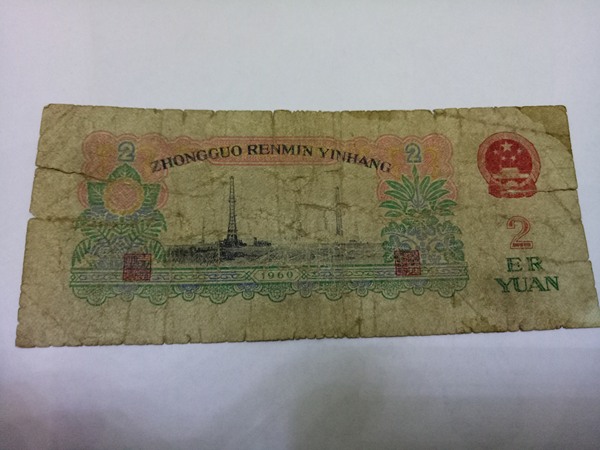 2
ZHONGGUO RENMIN YINHANG
2
1960
2
ER
YUAN